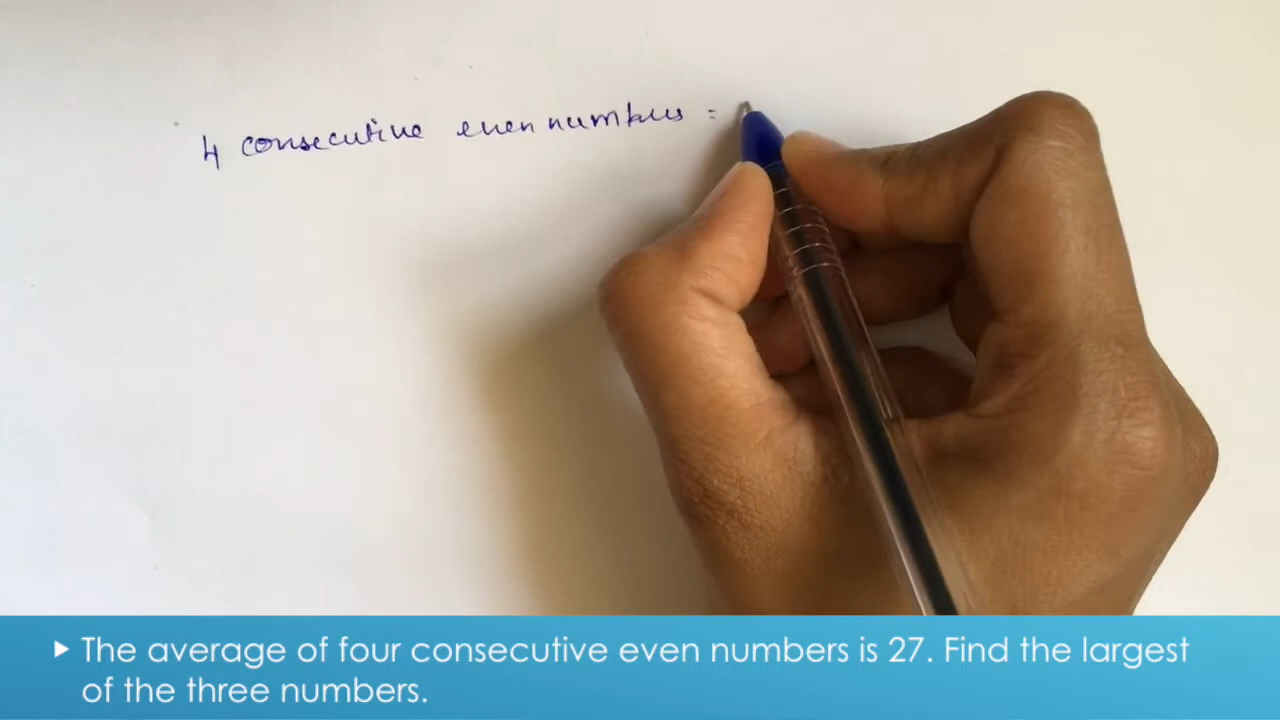 4 consecutive even numbers =
The average of four consecutive even numbers is 27. Find the largest
of the three numbers.